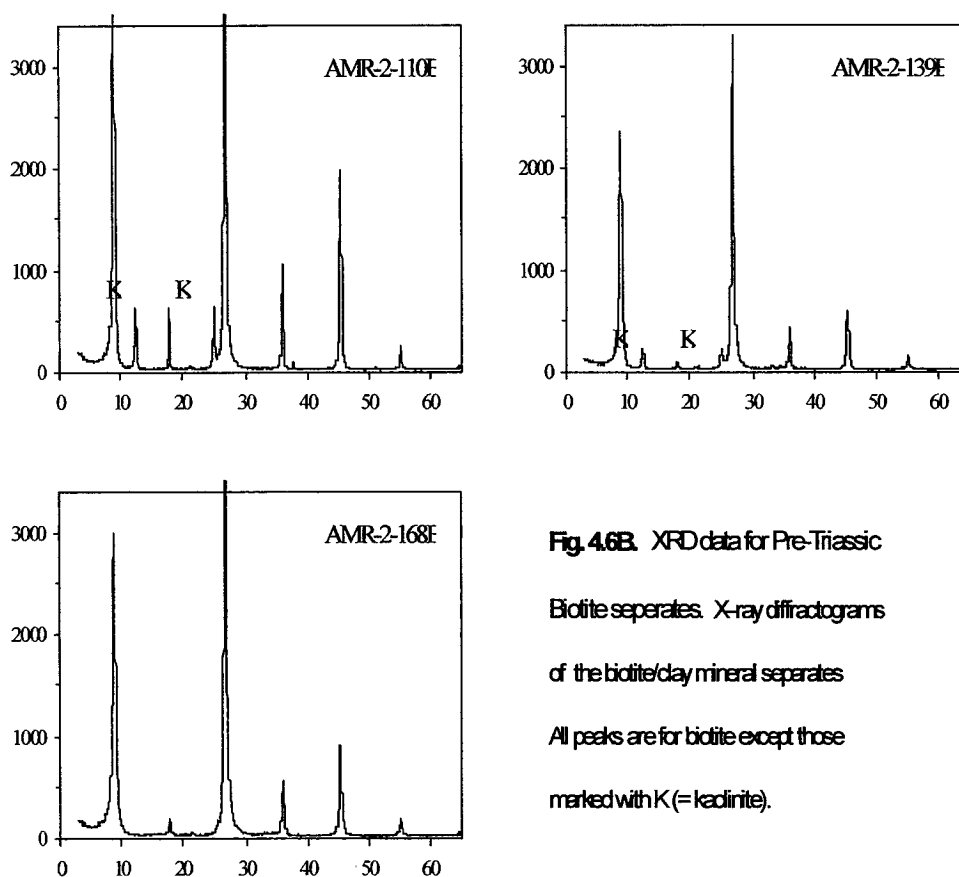 AMR-2-110E
3000
2000
1000
0
K K
0 10 20 30 40 50 60
AMR-2-139E
3000
2000
1000
0
K K
0 10 20 30 40 50 60
AMR-2-168E
3000
2000
1000
0
0 10 20 30 40 50 60
Fig. 4.6B. XRD data for Pre-Triassic
Biotite seperates. X-ray diffractograms
of the biotite/clay mineral separates
All peaks are for biotite except those
marked with K (= kaolinite).